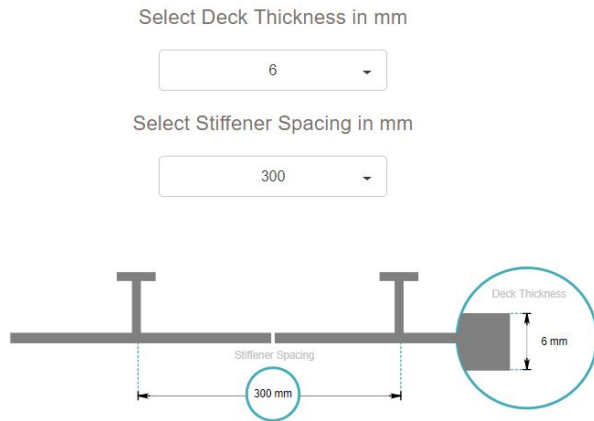 Select Deck Thickness in mm
6
Select Stiffener Spacing in mm
300
Deck Thickness
6 mm
Stiffener Spacing
300 mm